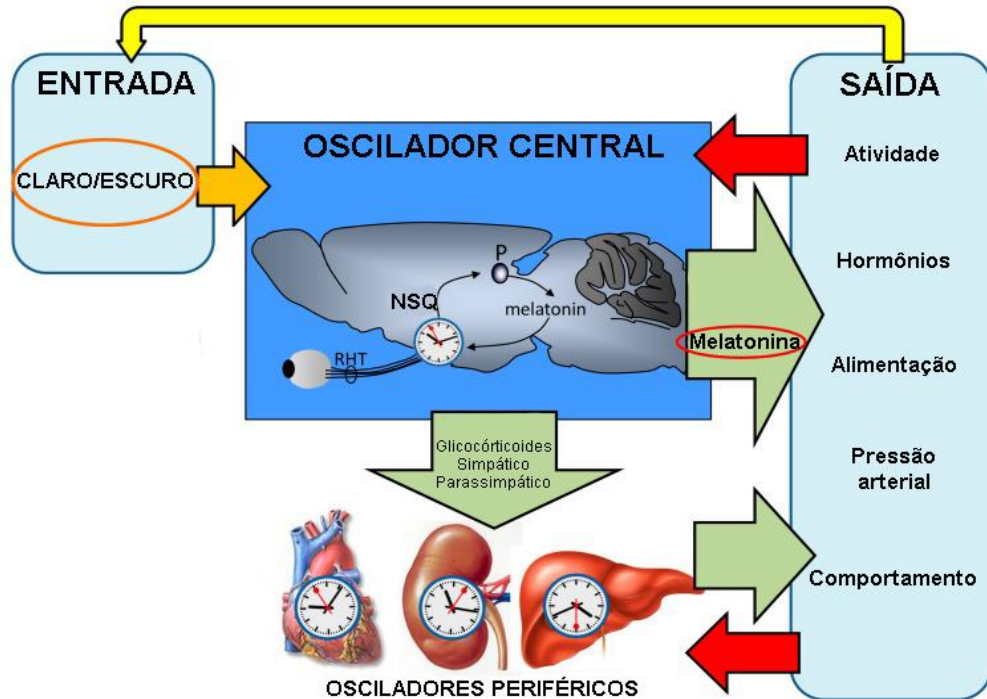 ENTRADA
CLARO/ESCURO
OSCILADOR CENTRAL
P
NSQ
melatonin
RHT
Melatonina
SAÍDA
Atividade
Hormônios
Alimentação
Pressão
arterial
Comportamento
Glicocórticoides
Simpático
Parassimpático
OSCILADORES PERIFÉRICOS